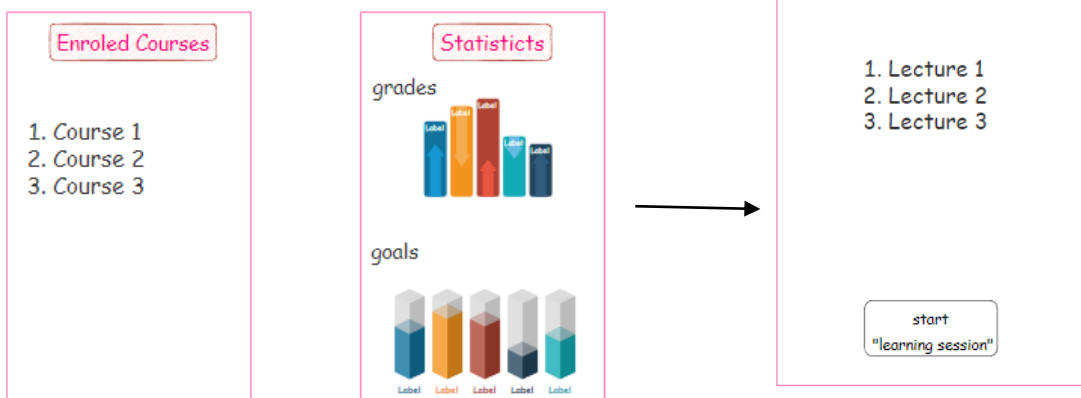 Enroled Courses
1. Course 1
2. Course 2
3. Course 3
Statisticts
grades
Label
Label
Label
Label
Label
goals
Label Label Label Label Label
1. Lecture 1
2. Lecture 2
3. Lecture 3
start
"learning session"